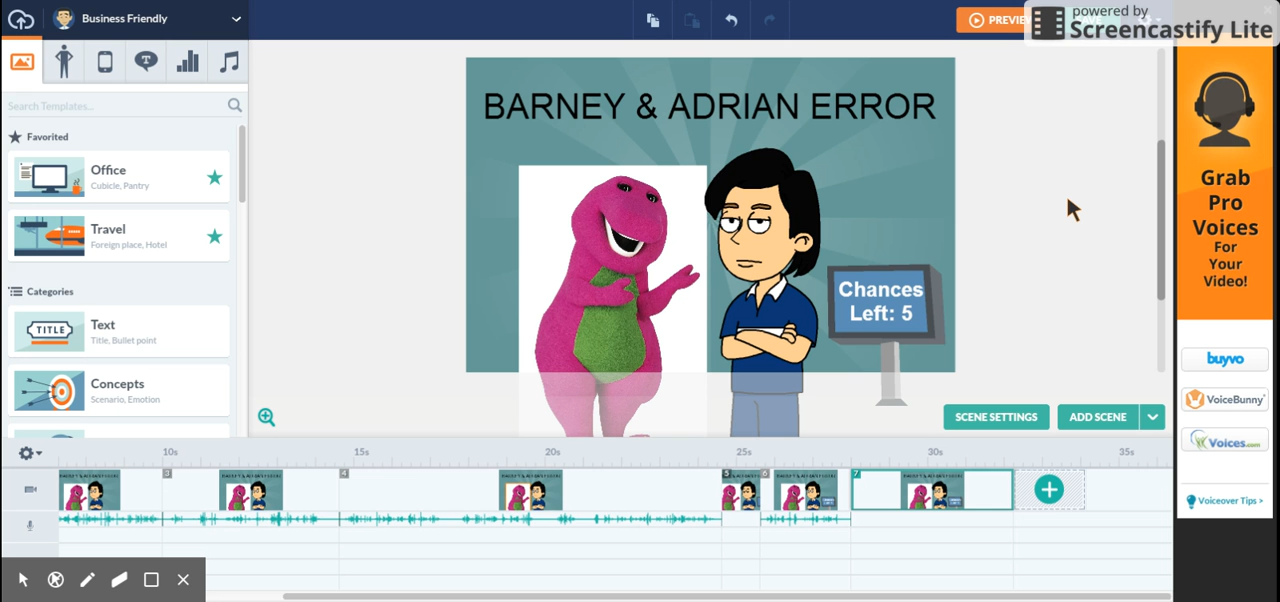 Business Friendly
PREVIEW
powered by
Screencastify Lite
Search Templates...
Favorited
Office
Cubicle, Pantry
Travel
Foreign place, Hotel
Categories
TITLE
Text
Title, Bullet point
Concepts
Scenario, Emotion
BARNEY & ADRIAN ERROR
Chances
Left: 5
SCENE SETTINGS
ADD SCENE
Grab
Pro
Voices
For
Your
Video!
buyvo
VoiceBunny
Voices.com
Voiceover Tips >
10s
15s
20s
25s
30s
35s
3
4
5
6
7